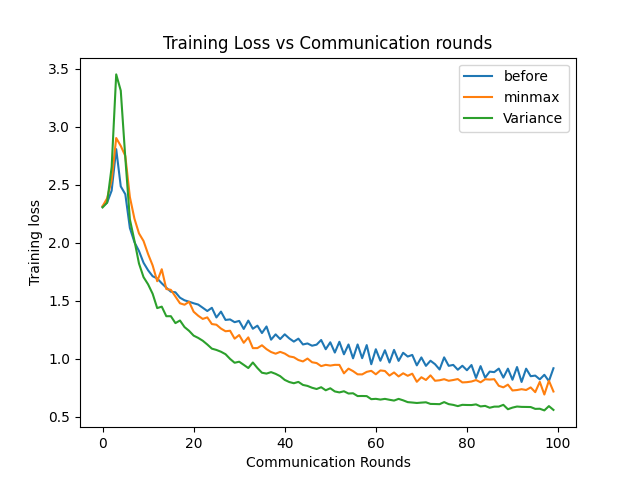 Training Loss vs Communication rounds
before
minmax
Variance
Training loss
3.5
3.0
2.5
2.0
1.5
1.0
0.5
0 20 40 60 80 100
Communication Rounds